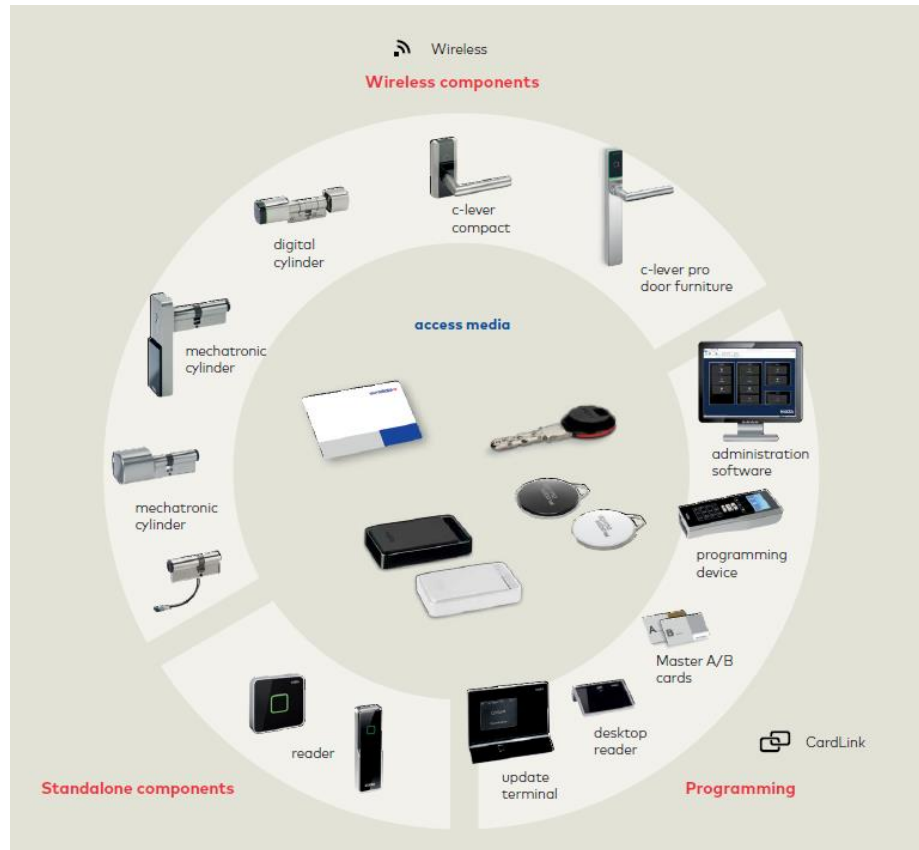 Wireless
Wireless components
c-lever
compact
digital
cylinder
c-lever pro
door furniture
access media
mechatronic
cylinder
administration
software
mechatronic
cylinder
programming
device
A
B
Master A/B
cards
reader
desktop
reader
CardLink
update
terminal
Standalone components
Programming